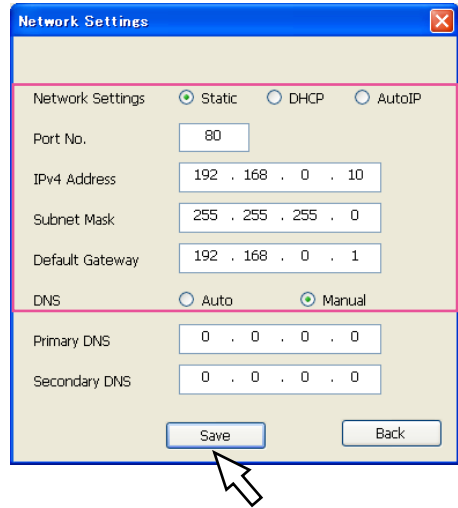 Network Settings
Network Settings Static DHCP AutoIP
Port No. 80
IPv4 Address 192 . 168 . 0 . 10
Subnet Mask 255 . 255 . 255 . 0
Default Gateway 192 . 168 . 0 . 1
DNS Auto Manual
Primary DNS 0 . 0 . 0 . 0
Secondary DNS 0 . 0 . 0 . 0
Save Back